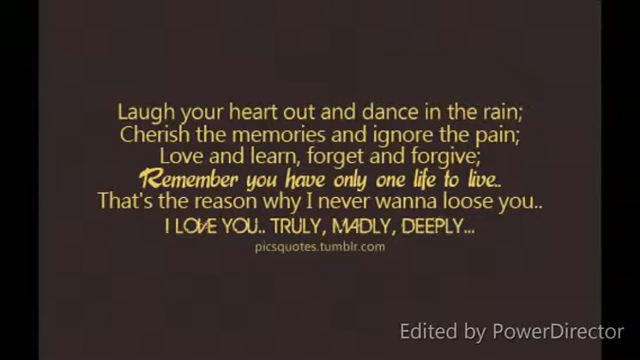 Laugh your heart out and dance in the rain;
Cherish the memories and ignore the pain;
Love and learn, forget and forgive;
Remember you have only one life to live..
That's the reason why I never wanna loose you..
I LOVE YOU.. TRULY, MADLY, DEEPLY...
picsquotes.tumblr.com
Edited by PowerDirector